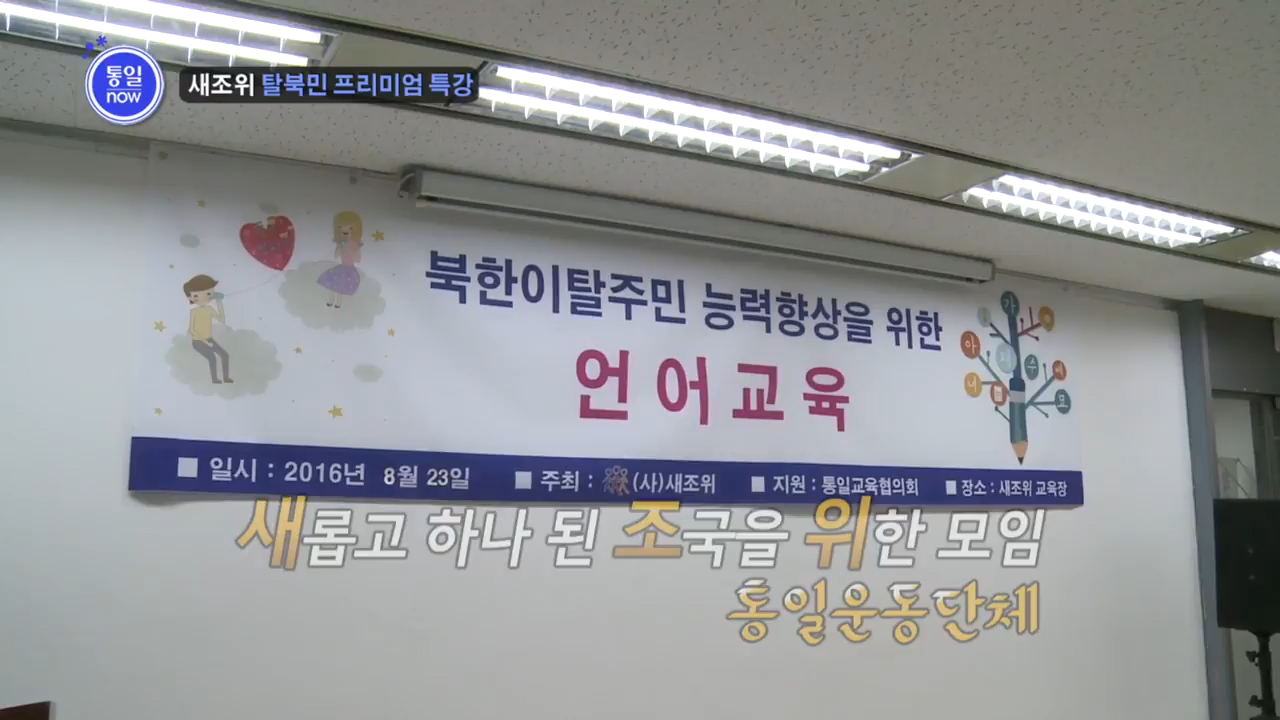 통일
now
새조위 탈북민 프리미엄 특강
북한이탈주민 능력향상을 위한
언어교육
■ 일시 : 2016년 8월 23일 ■ 주최 : (사)새조위 ■ 지원 : 통일교육협의회 ■ 장소 : 새조위 교육장
새롭고 하나 된 조국을 위한 모임
통일운동단체
가
아
너
모